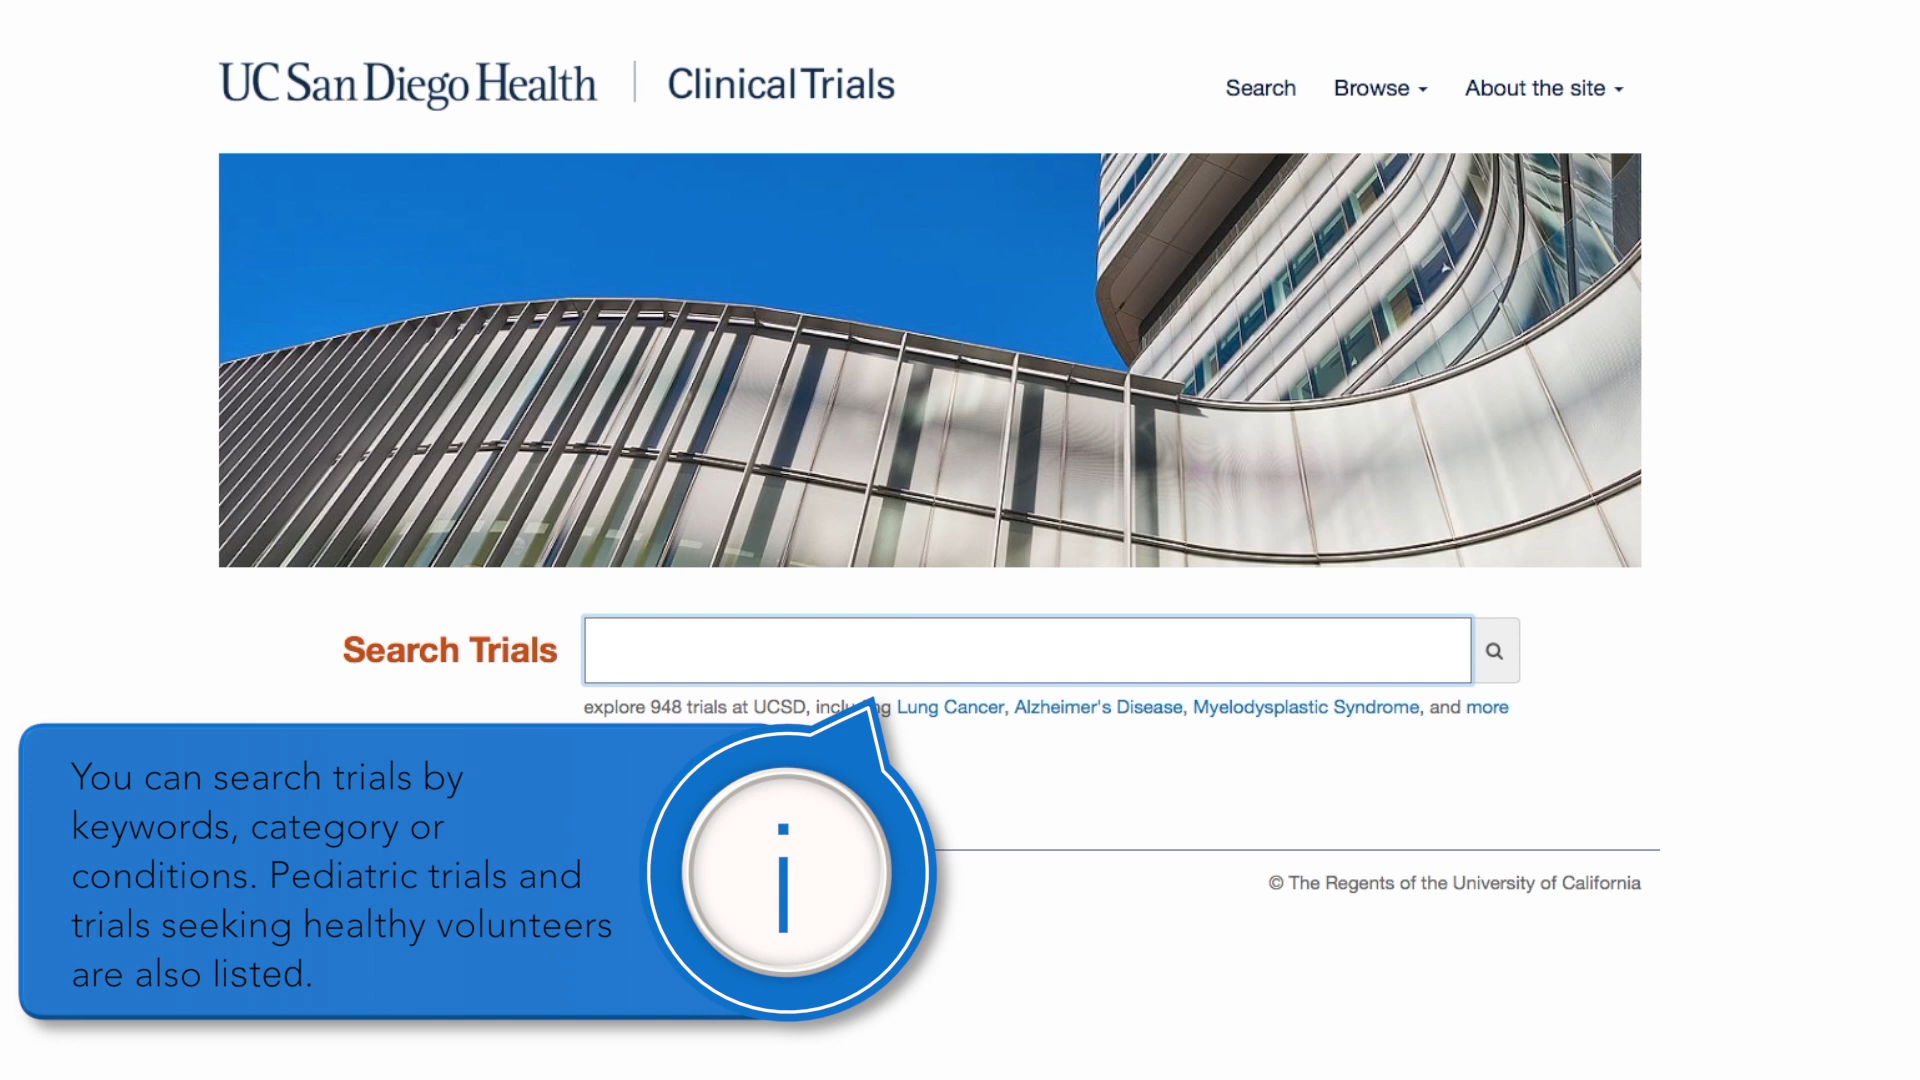 UC San Diego Health | Clinical Trials
Search Browse About the site
Search Trials
explore 948 trials at UCSD, Lung Cancer, Alzheimer's Disease, Myelodysplastic Syndrome, and more
You can search trials by
keywords, category or
conditions. Pediatric trials and
trials seeking healthy volunteers
are also listed.
i
© The Regents of the University of California